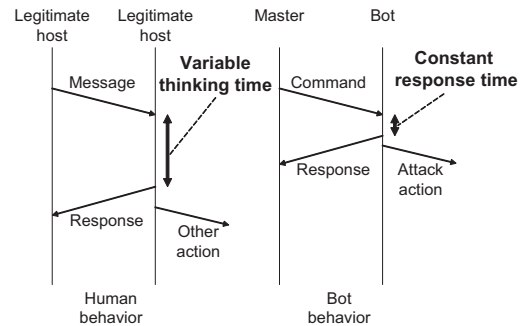 Legitimate
host
Legitimate
host
Master
Bot
Message
Variable
thinking time
Command
Constant
response time
Response
Other
action
Response
Attack
action
Human
behavior
Bot
behavior